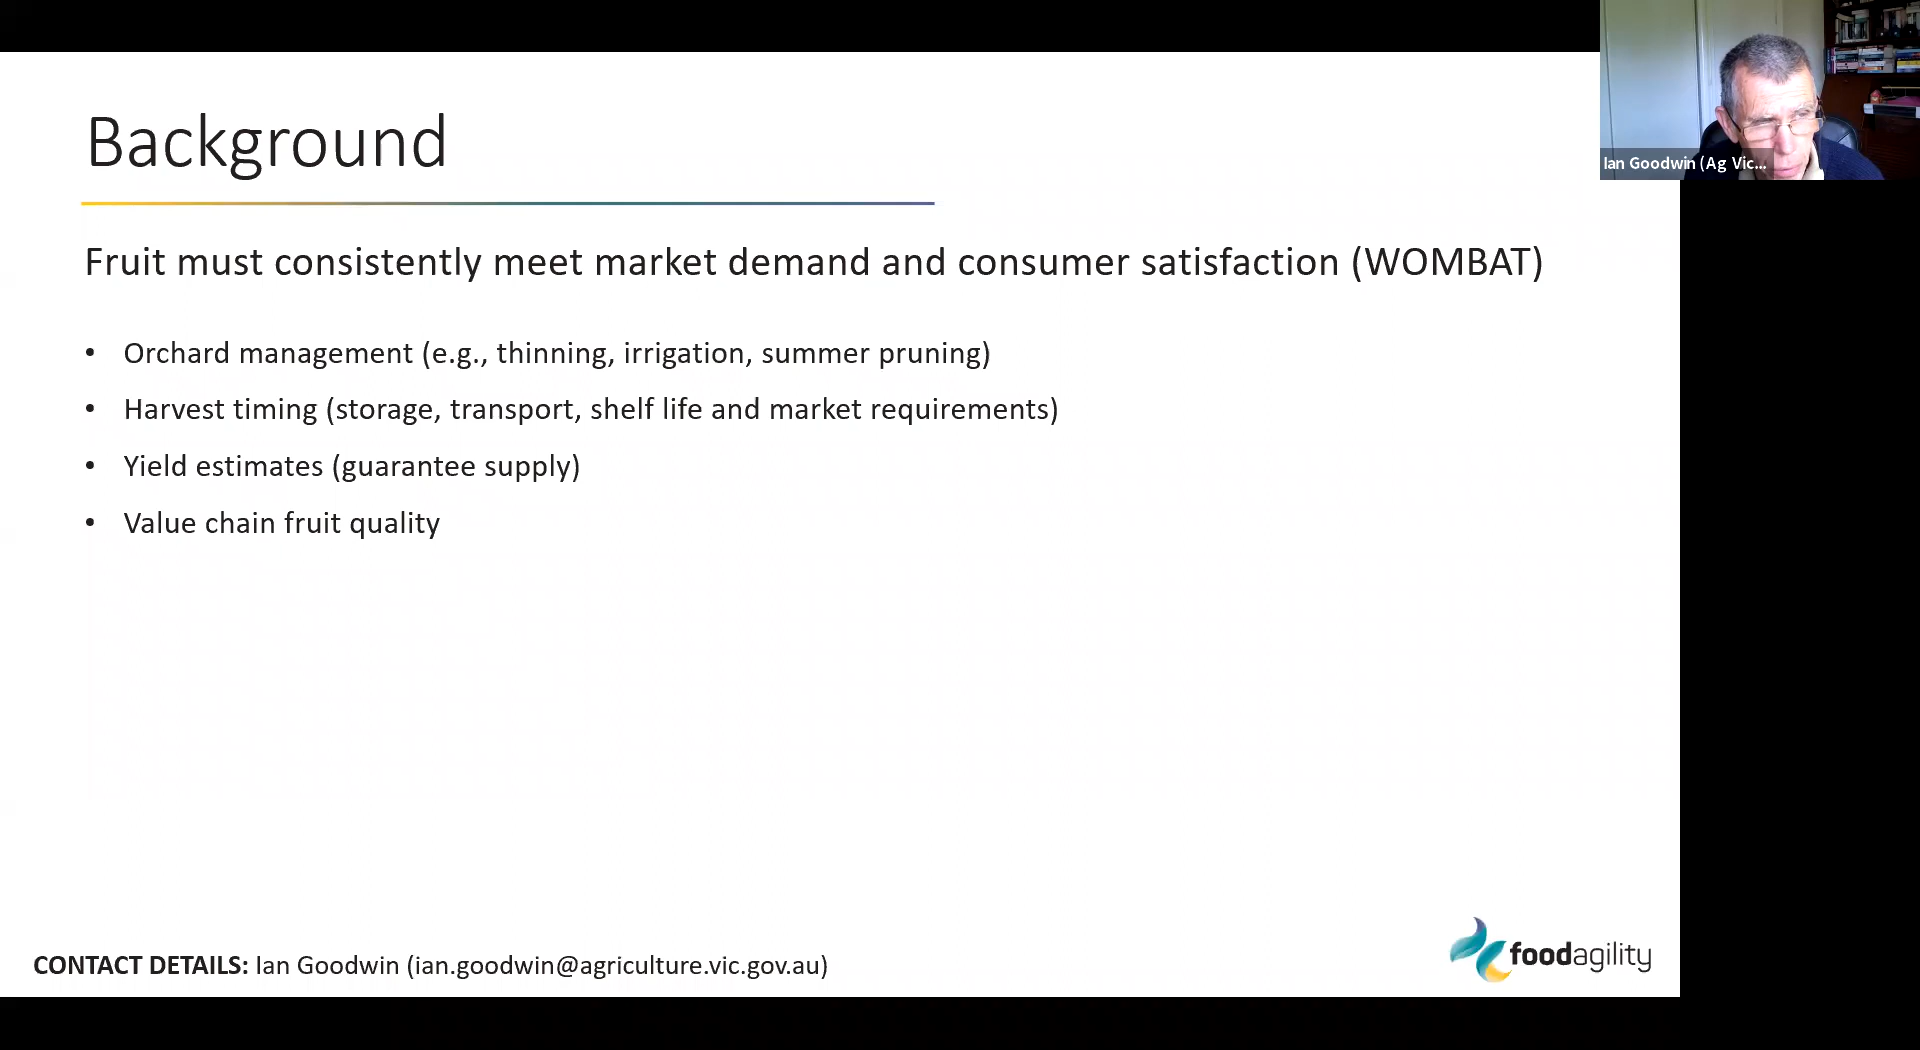 Background
Ian Goodwin (Ag Vic...
Fruit must consistently meet market demand and consumer satisfaction (WOMBAT)
• Orchard management (e.g., thinning, irrigation, summer pruning)
• Harvest timing (storage, transport, shelf life and market requirements)
• Yield estimates (guarantee supply)
• Value chain fruit quality
CONTACT DETAILS: Ian Goodwin (ian.goodwin@agriculture.vic.gov.au)
foodagility